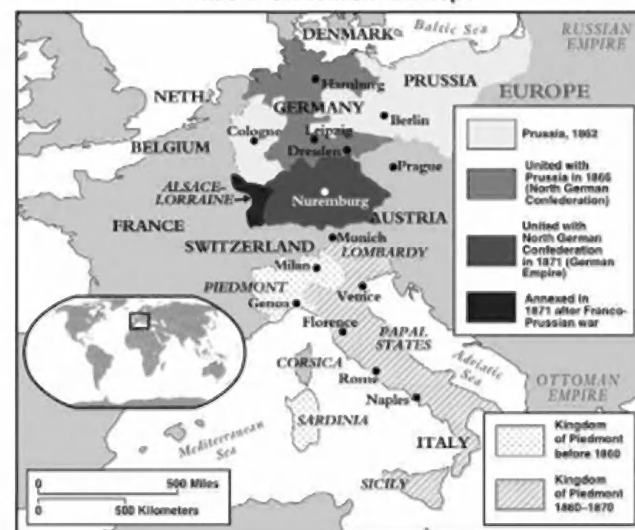 DENMARK
Baltic Sea
RUSSIAN
EMPIRE
Hamburg
PRUSSIA
NETH.
GERMANY
EUROPE
Berlin
Cologne
Leipzig
BELGIUM
Dresden
Prague
ALSACE-
LORRAINE
Nuremburg
FRANCE
AUSTRIA
SWITZERLAND
Munich
LOMBARDY
Milan
PIEDMONT
Venice
Genoa
Florence
PAPAL
STATES
Adriatic
Sea
CORSICA
Rome
OTTOMAN
EMPIRE
Naples
SARDINIA
Mediterranean
Sea
ITALY
SICILY
Prussia, 1862
United with
Prussia in 1866
(North German
Confederation)
United with
North German
Confederation
in 1871 (German
Empire)
Annexed in
1871 after Franco-
Prussian war
Kingdom
of Piedmont
before 1860
Kingdom
of Piedmont
1860–1870
0 500 Miles
0 500 Kilometers